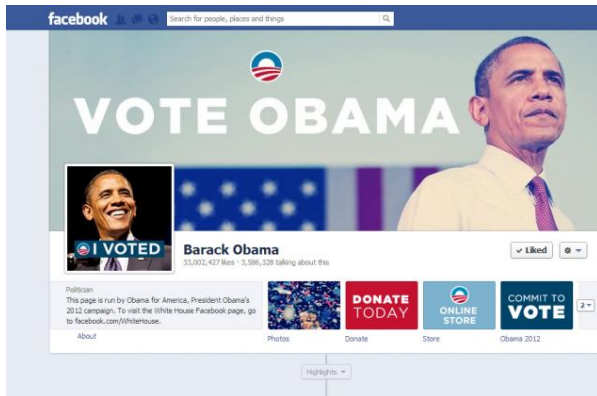 facebook
Search for people, places and things
VOTE OBAMA
I VOTED
Barack Obama
33,002,427 likes · 3,586,328 talking about this
Liked
Politician
This page is run by Obama for America, President Obama's
2012 campaign. To visit the White House Facebook page, go
to facebook.com/WhiteHouse.
About
DONATE
TODAY
ONLINE
STORE
COMMIT TO
VOTE
2
Photos
Donate
Store
Obama 2012
Highlights